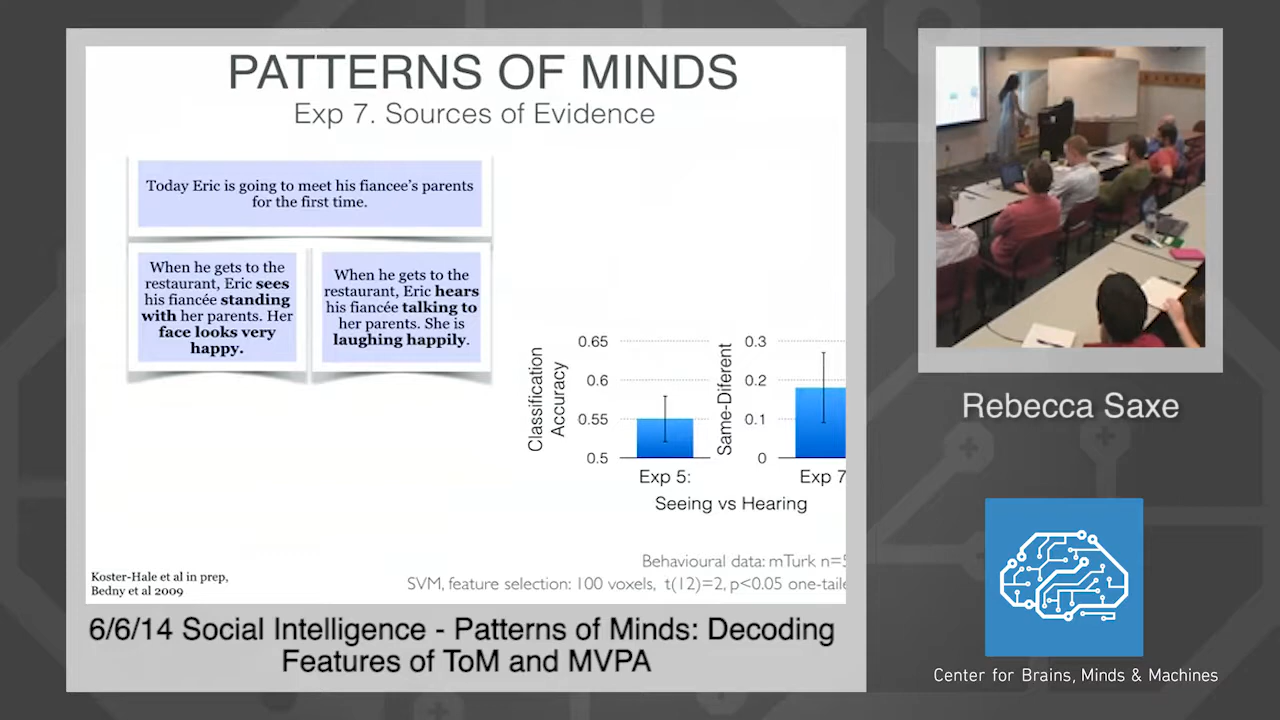 PATTERNS OF MINDS
Exp 7. Sources of Evidence
Today Eric is going to meet his fiancee's parents
for the first time.
When he gets to the
restaurant, Eric sees
his fiancée standing
with her parents. Her
face looks very
happy.
When he gets to the
restaurant, Eric hears
his fiancée talking to
her parents. She is
laughing happily.
Classification
Accuracy
0.65
0.6
0.55
0.5
Exp 5:
Same-Diferent
0.3
0.2
0.1
0
Exp 7
Seeing vs Hearing
Behavioural data: mTurk
SVM, feature selection: 100 voxels, t(12)=2, p<0.05
Koster-Hale et al in prep,
Bedny et al 2009
6/6/14 Social Intelligence - Patterns of Minds: Decoding
Features of ToM and MVPA
Rebecca Saxe
Center for Brains, Minds & Machines